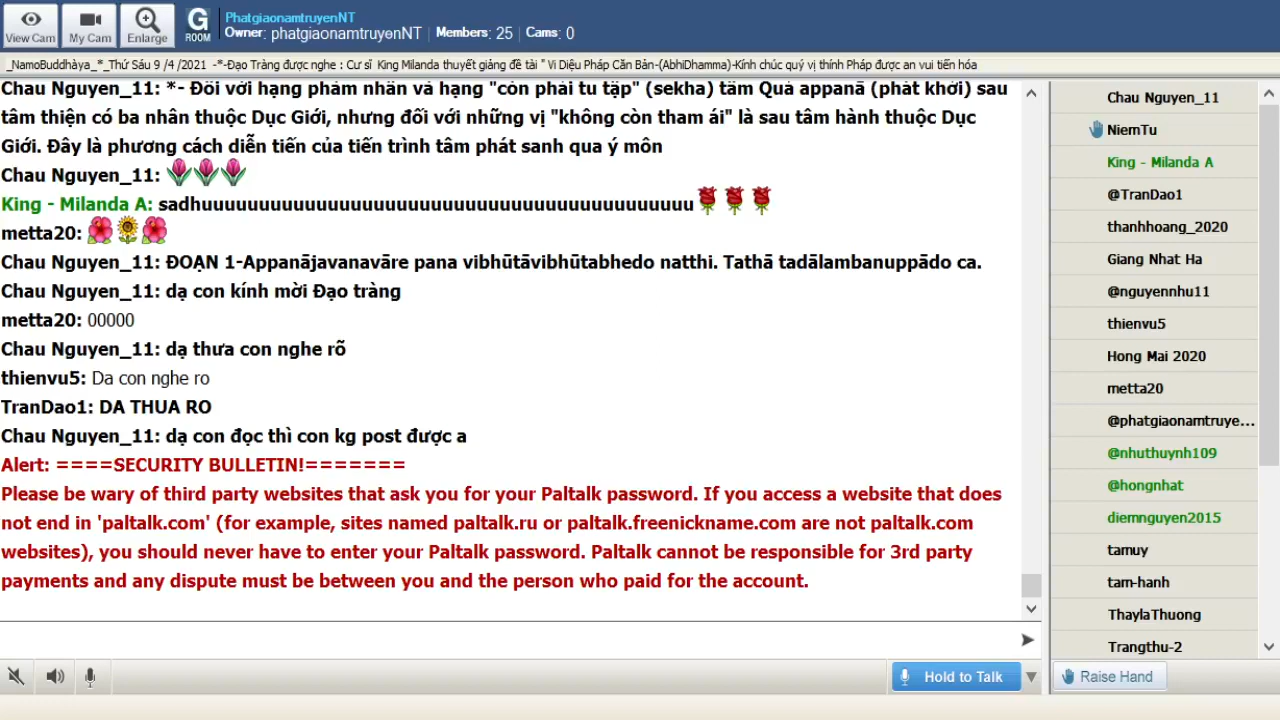 View Cam
My Cam
Enlarge
G
ROOM
PhatgiaonamtruyenNT
Owner: phatgiaonamtruyenNT | Members: 25 | Cams: 0
_NamoBuddhàya_*_Thứ Sáu 9 /4 /2021 -*-Đạo Tràng được nghe : Cư sĩ King Milanda thuyết giảng đề tài " Vi Diệu Pháp Căn Bản-(AbhiDhamma)-Kính chúc quý vị thính Pháp được an vui tiến hóa
Chau Nguyen_11: *- Đối với hạng phàm nhân và hạng "còn phải tu tập" (sekha) tâm Quả appanā (phát khởi) sau
tâm thiện có ba nhân thuộc Dục Giới, nhưng đối với những vị "không còn tham ái" là sau tâm hành thuộc Dục
Giới. Đây là phương cách diễn tiến của tiến trình tâm phát sanh qua ý môn
Chau Nguyen_11:
King - Milanda A: sadhuuuuuuuuuuuuuuuuuuuuuuuuuuuuuuuuuuuuuuuuuuu
metta20:
Chau Nguyen_11: ĐOẠN 1-Appanājavanavāre pana vibhūtāvibhūtabhedo natthi. Tathā tadālambanuppādo ca.
Chau Nguyen_11: dạ con kính mời Đạo tràng
metta20: 00000
Chau Nguyen_11: dạ thưa con nghe rõ
thienvu5: Da con nghe ro
TranDao1: DA THUA RO
Chau Nguyen_11: dạ con đọc thì con kg post được a
Alert: ====SECURITY BULLETIN!=======
Please be wary of third party websites that ask you for your Paltalk password. If you access a website that does
not end in 'paltalk.com' (for example, sites named paltalk.ru or paltalk.freenickname.com are not paltalk.com
websites), you should never have to enter your Paltalk password. Paltalk cannot be responsible for 3rd party
payments and any dispute must be between you and the person who paid for the account.
Hold to Talk
Chau Nguyen_11
NiemTu
King - Milanda A
@TranDao1
thanhhoang_2020
Giang Nhat Ha
@nguyennhu11
thienvu5
Hong Mai 2020
metta20
@phatgiaonamtruye...
@nhuthuynh109
@hongnhat
diemnguyen2015
tamuy
tam-hanh
ThaylaThuong
Trangthu-2
Raise Hand